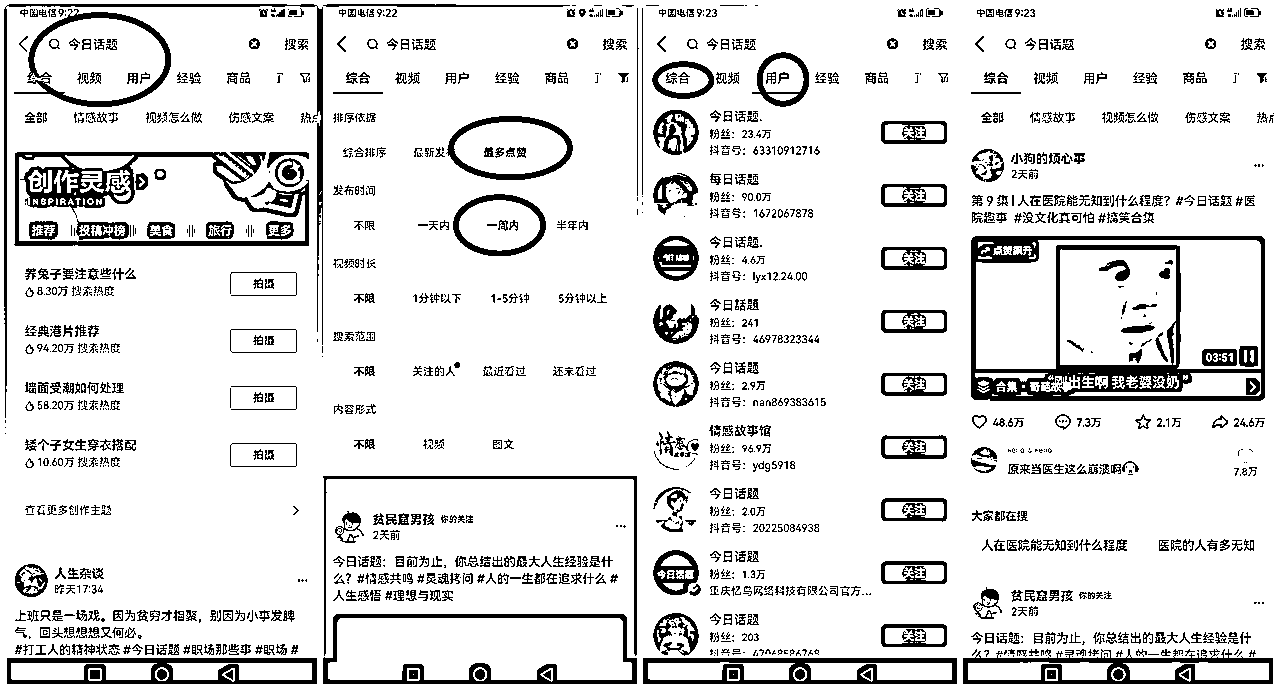 中国电信9:22
今日话题
搜索
综合 视频 用户 经验 商品
全部 情感故事 视频怎么做 伤感文案 热点
创作灵感
INSPIRATION
推荐 投稿冲榜 美食 旅行 更多
养兔子要注意些什么
8.30万 搜索热度
拍摄
经典港片推荐
94.20万 搜索热度
拍摄
墙面受潮如何处理
58.20万 搜索热度
拍摄
矮个子女生穿衣搭配
10.60万 搜索热度
拍摄
查看更多创作主题
人生杂谈
昨天17:34
上班只是一场戏。因为贫穷才相聚，别因为小事发脾
气，回头想想想又何必。
#打工人的精神状态 #今日话题 #职场那些事 #职场 #
中国电信9:22
今日话题
搜索
综合 视频 用户 经验 商品
排序依据
综合排序 最新发布 最多点赞
发布时间
不限 一天内 一周内 半年内
视频时长
不限 1分钟以下 1-5分钟 5分钟以上
搜索范围
不限 关注的人 最近看过 还未看过
内容形式
不限 视频 图文
贫民窟男孩 你的关注
2天前
今日话题：目前为止，你总结出的最大人生经验是什
么？#情感共鸣 #灵魂拷问 #人的一生都在追求什么 #
人生感悟 #理想与现实
中国电信9:23
今日话题
搜索
综合 视频 用户 经验 商品
今日话题.
粉丝：23.4万
抖音号：63310912716
关注
每日话题
粉丝：90.0万
抖音号：1672067878
关注
今日话题.
粉丝：4.6万
抖音号：lyx12.24.00
关注
今日話題
粉丝：241
抖音号：46978323344
关注
今日话题
粉丝：2.9万
抖音号：nan869383615
关注
情感故事馆
粉丝：96.9万
抖音号：ydg5918
关注
今日话题
粉丝：2.0万
抖音号：20225084938
关注
今日话题
粉丝：1.3万
重庆忆鸟网络科技有限公司官方...
关注
今日话题
粉丝：203
关注
中国电信9:23
今日话题
搜索
综合 视频 用户 经验 商品
全部 情感故事 视频怎么做 伤感文案 热点
小狗的烦心事
2天前
第 9 集 | 人在医院能无知到什么程度？#今日话题 #医
院趣事 #没文化真可怕 #搞笑合集
点赞飙升
03:51
“别出生啊 我老婆没奶”
合集
48.6万 7.3万 2.1万 24.6万
原来当医生这么崩溃啊
7.8万
大家都在搜
人在医院能无知到什么程度 医院的人有多无知
贫民窟男孩 你的关注
2天前
今日话题：目前为止，你总结出的最大人生经验是什
么？#情感共鸣 #灵魂拷问 #人的一生都在追求什么 #